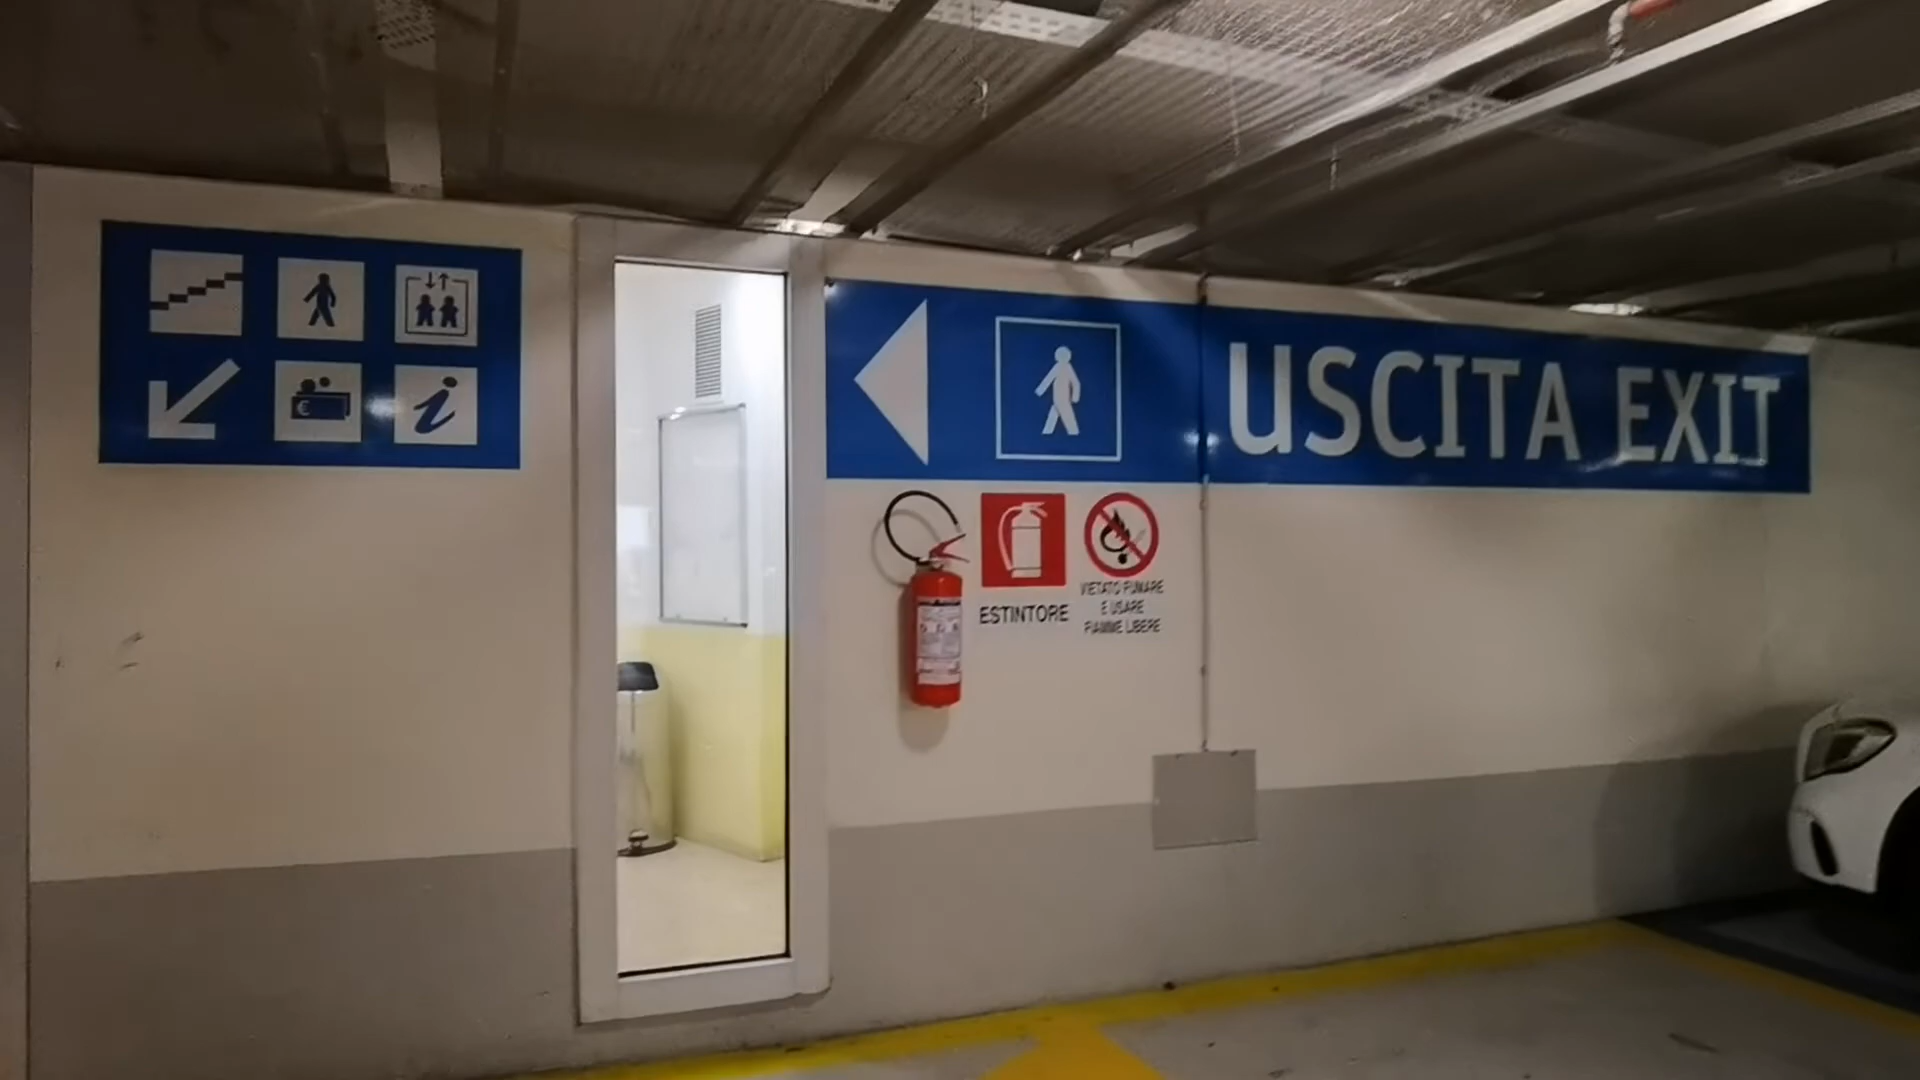 USCITA EXIT
ESTINTORE
VIETATO FUMARE
E USARE
FIAMME LIBERE
€
i